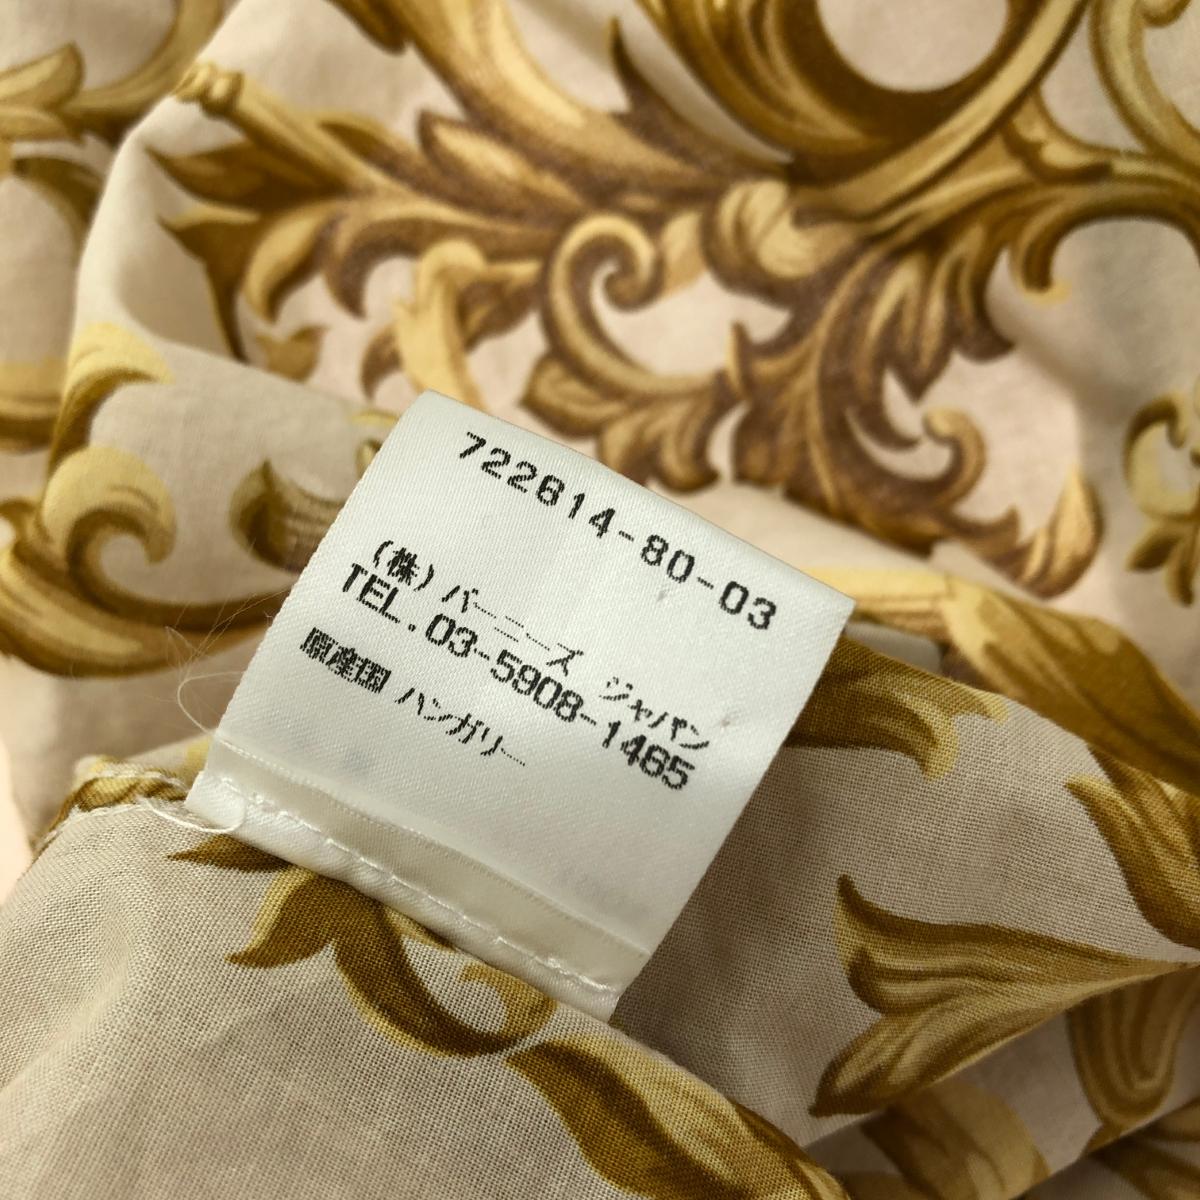 722614-80-03
(株)バーニーズ ジャパン
TEL.03-5908-1465
原産国 ハンガリー